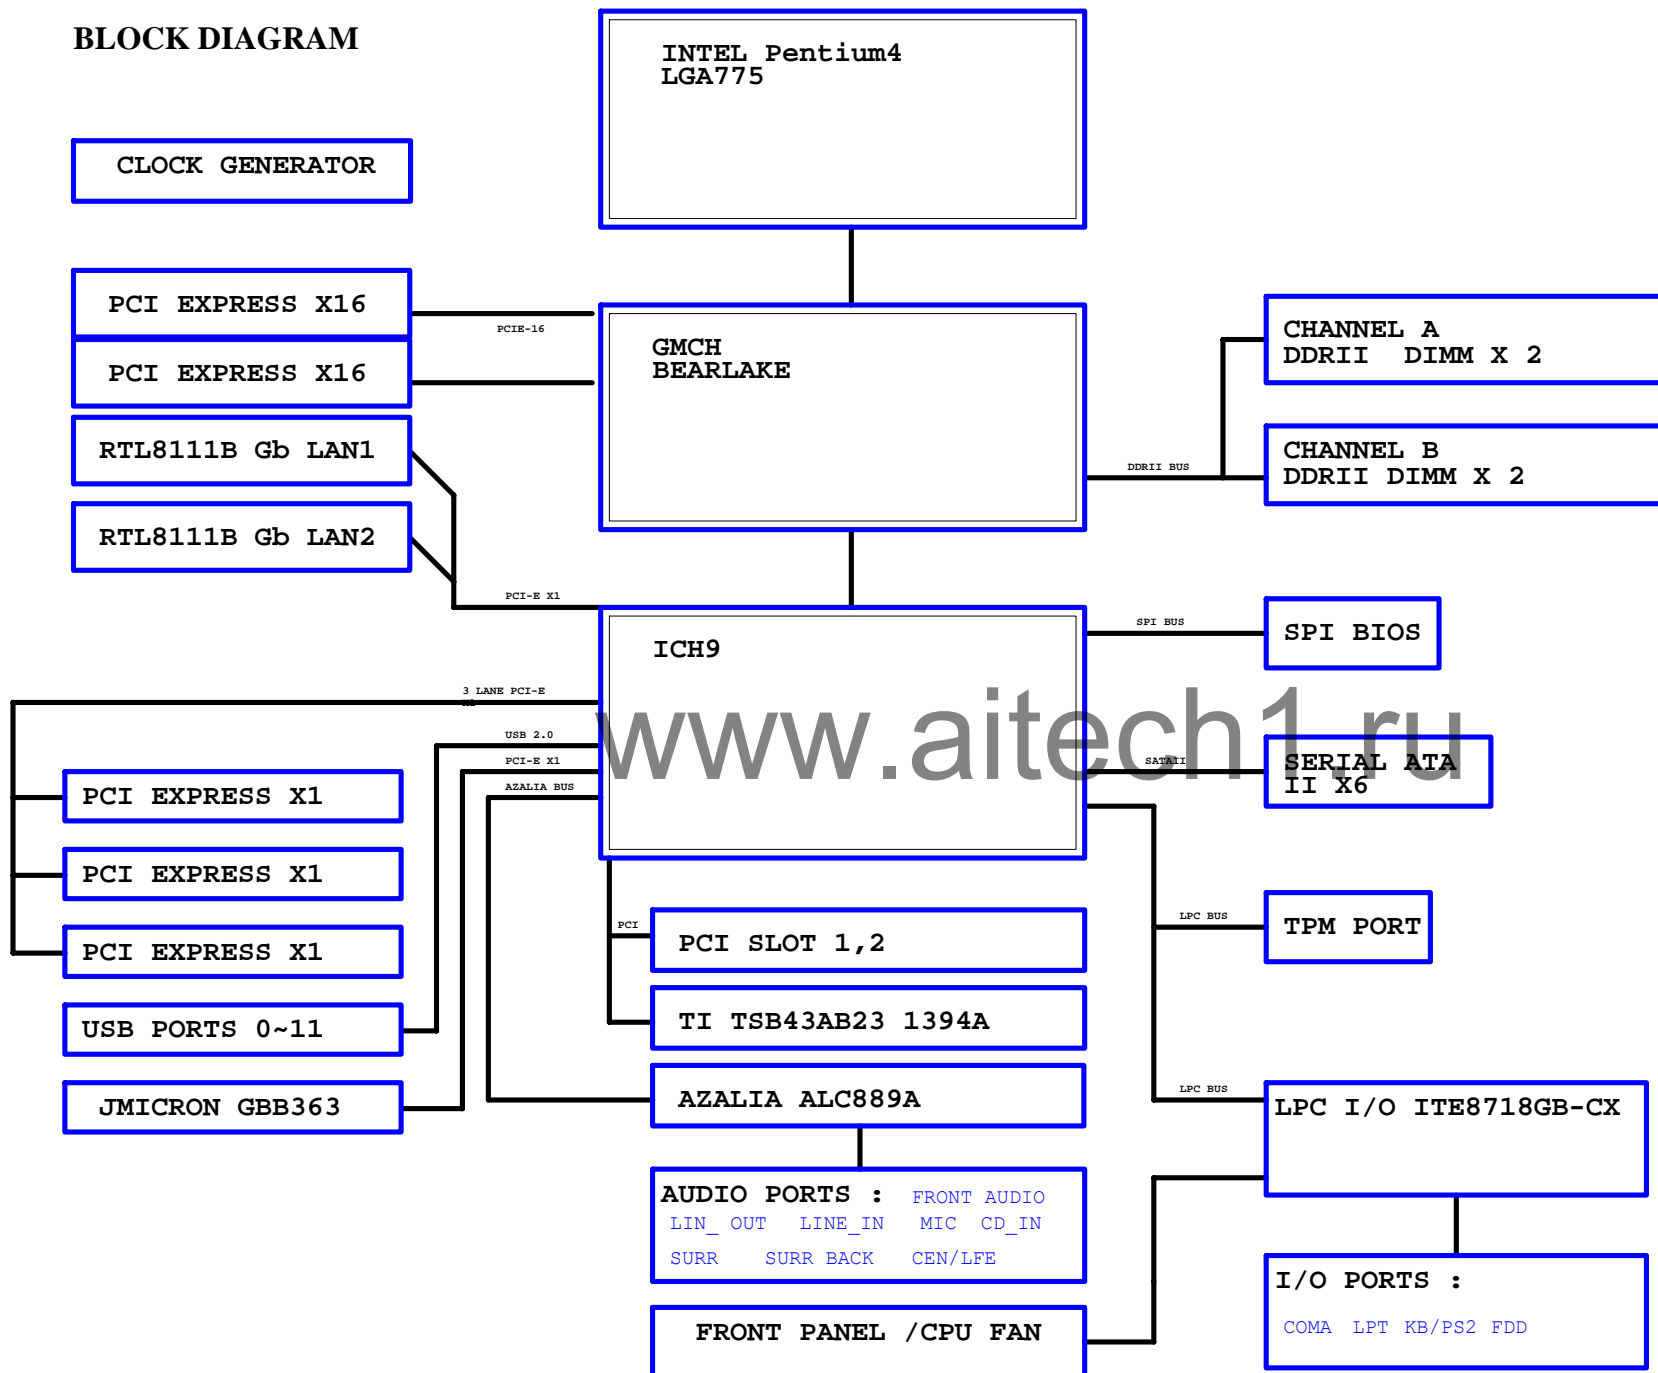 BLOCK DIAGRAM
INTEL Pentium4
LGA775
CLOCK GENERATOR
PCI EXPRESS X16
PCIE-16
PCI EXPRESS X16
GMCH
BEARLAKE
CHANNEL A
DDRII DIMM X 2
RTL8111B Gb LAN1
DDRII BUS
CHANNEL B
DDRII DIMM X 2
RTL8111B Gb LAN2
PCI-E X1
ICH9
SPI BUS
SPI BIOS
3 LANE PCI-E
www.aitech1.ru
USB 2.0
PCI-E X1
AZALIA BUS
SATAII
SERIAL ATA
II X6
PCI EXPRESS X1
PCI EXPRESS X1
PCI EXPRESS X1
PCI
PCI SLOT 1,2
LPC BUS
TPM PORT
USB PORTS 0~11
TI TSB43AB23 1394A
JMICRON GBB363
AZALIA ALC889A
LPC BUS
LPC I/O ITE8718GB-CX
AUDIO PORTS : FRONT AUDIO
LIN_ OUT LINE_IN MIC CD_IN
SURR SURR BACK CEN/LFE
I/O PORTS :
COMA LPT KB/PS2 FDD
FRONT PANEL /CPU FAN